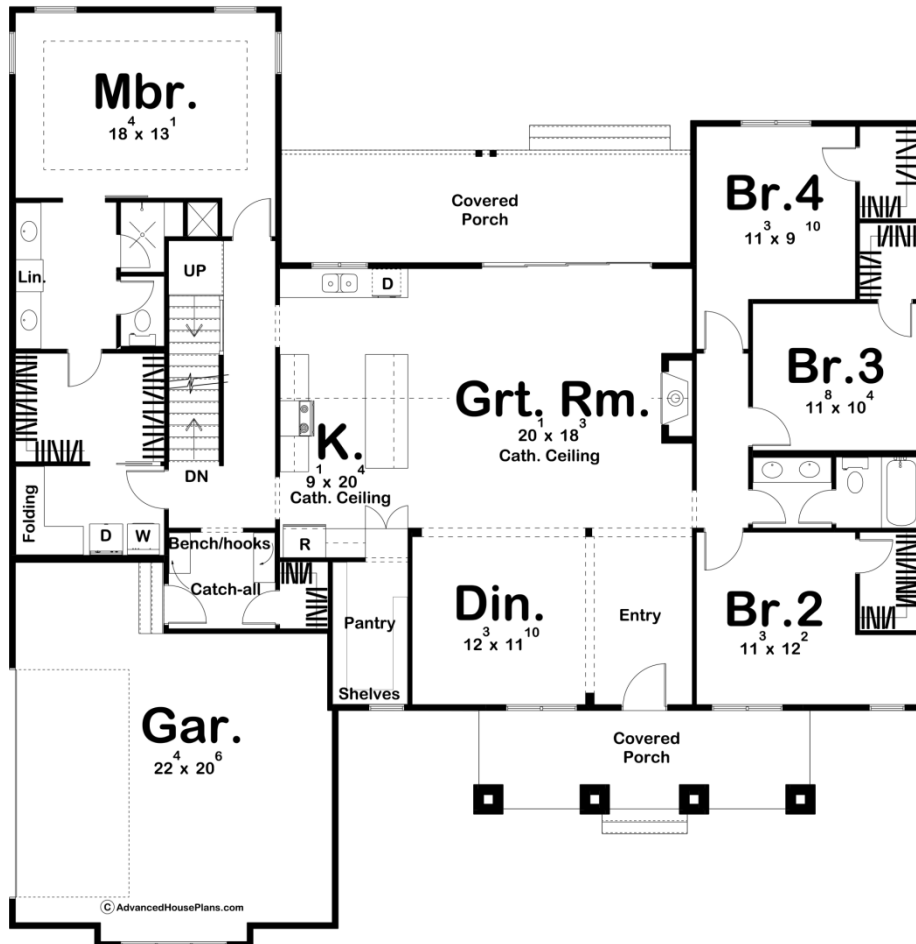 Mbr.
18⁴ x 13¹
Covered
Porch
Br.4
11³ x 9¹⁰
Lin.
UP
D
Br.3
11⁸ x 10⁴
Grt. Rm.
20¹ x 18³
Cath. Ceiling
K.
9¹ x 20⁴
Cath. Ceiling
DN
Folding
D
W
R
Bench/hooks
Catch-all
Pantry
Shelves
Din.
12³ x 11¹⁰
Entry
Br.2
11³ x 12²
Gar.
22⁴ x 20⁶
Covered
Porch
© AdvancedHousePlans.com